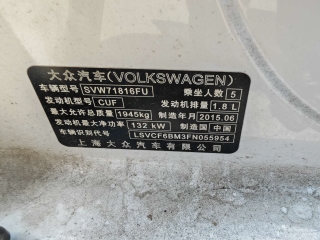 大众汽车(VOLKSWAGEN)
车辆型号 SVW71816FU 乘坐人数 5
发动机型号 CUF 发动机排量 1.8 L
最大允许总质量 1945kg 制造年月 2015.06
发动机最大净功率 132 kW 制造国 中国
车辆识别代号 LSVCF6BM3FN055954
上海大众汽车有限公司